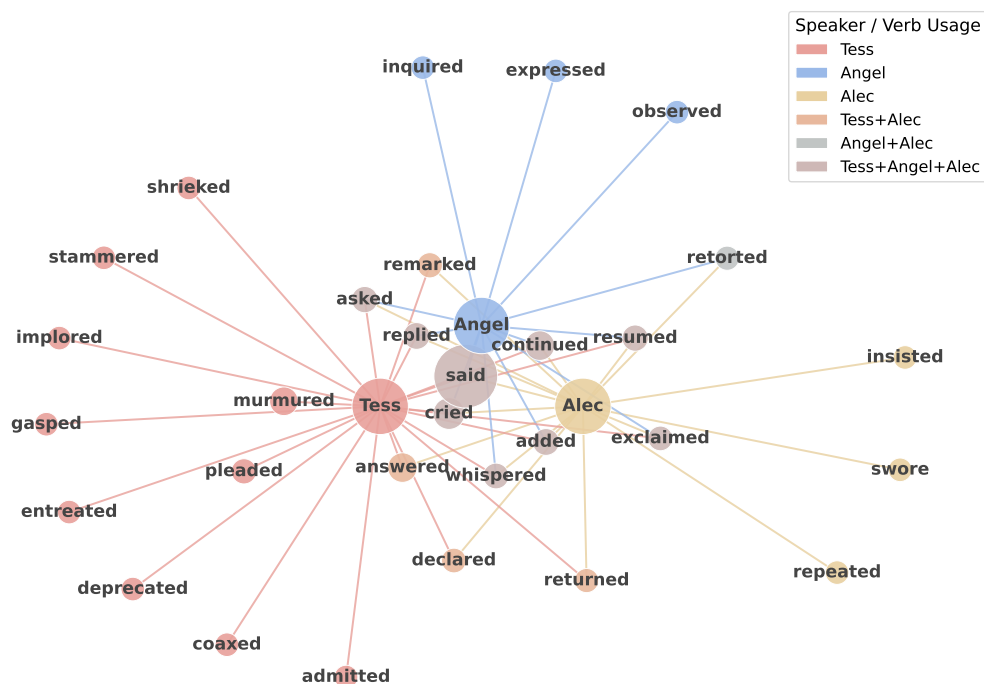 Speaker / Verb Usage
Tess
Angel
Alec
Tess+Alec
Angel+Alec
Tess+Angel+Alec
inquired
expressed
observed
shrieked
stammered
remarked
retorted
asked
Angel
replied
continued
resumed
implored
insisted
said
murmured
Tess
Alec
cried
gasped
added
exclaimed
pleaded
answered
whispered
swore
entreated
declared
returned
repeated
deprecated
coaxed
admitted